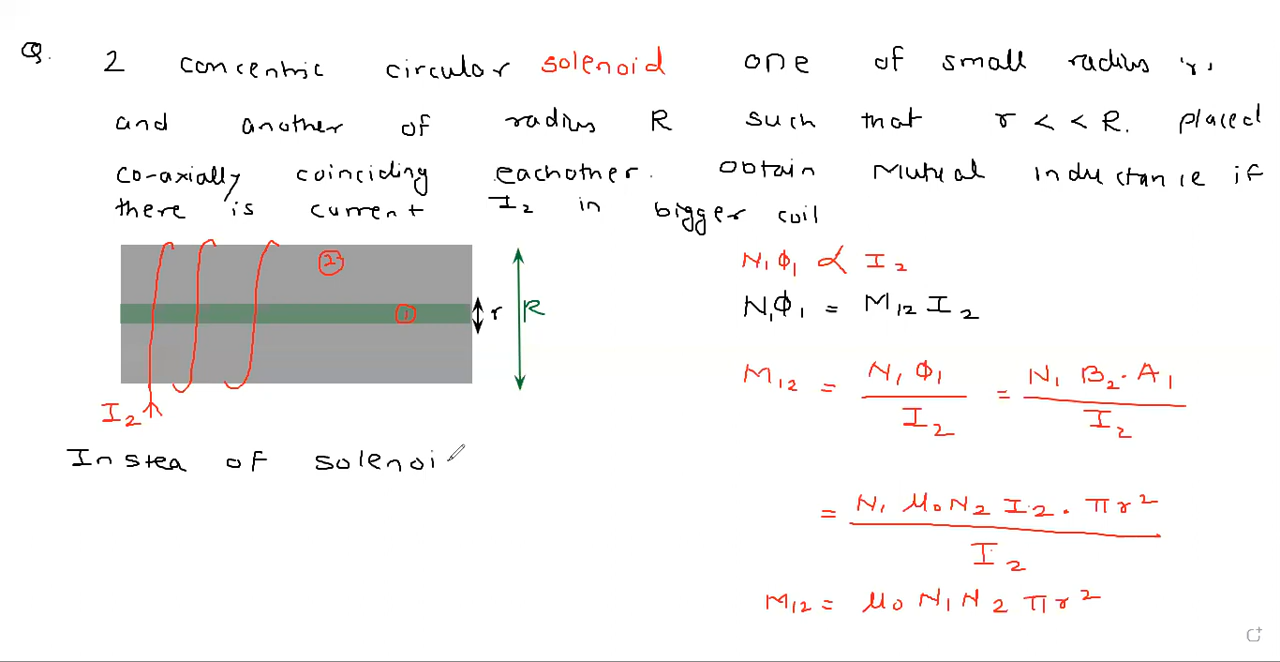 Q. 2 concentric circular solenoid one of small radius 'r,
and another of radius R such that r < < R. placed
co-axially coinciding eachother. obtain Mutual inductance if
there is current I₂ in bigger coil
②
①
r
R
I₂
Instea of solenoi
N₁ Φ₁ ∝ I₂
N₁Φ₁ = M₁₂ I₂
M₁₂ = N₁ Φ₁ / I₂ = N₁ B₂ . A₁ / I₂
= N₁ μ₀ N₂ I₂ . πr² / I₂
M₁₂ = μ₀ N₁ N₂ πr²